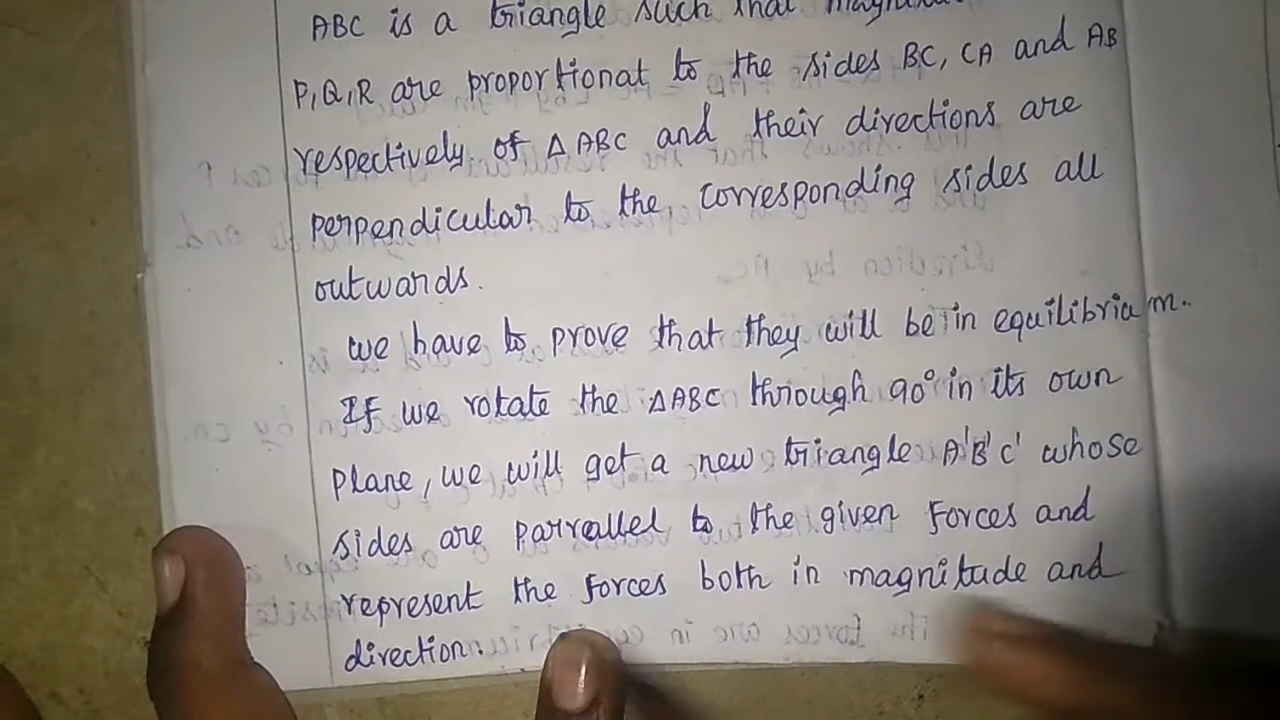 ABC is a triangle such that
P, Q, R are proportionat to the sides BC, CA and AB
respectively of Δ ABC and their directions are
perpendicular to the corresponding sides all
outwards.
we have to prove that they will be in equilibrium.
If we rotate the ΔABC through 90° in its own
plane, we will get a new triangle A'B'C' whose
sides are parrallel to the given forces and
represent the forces both in magnitude and
direction.